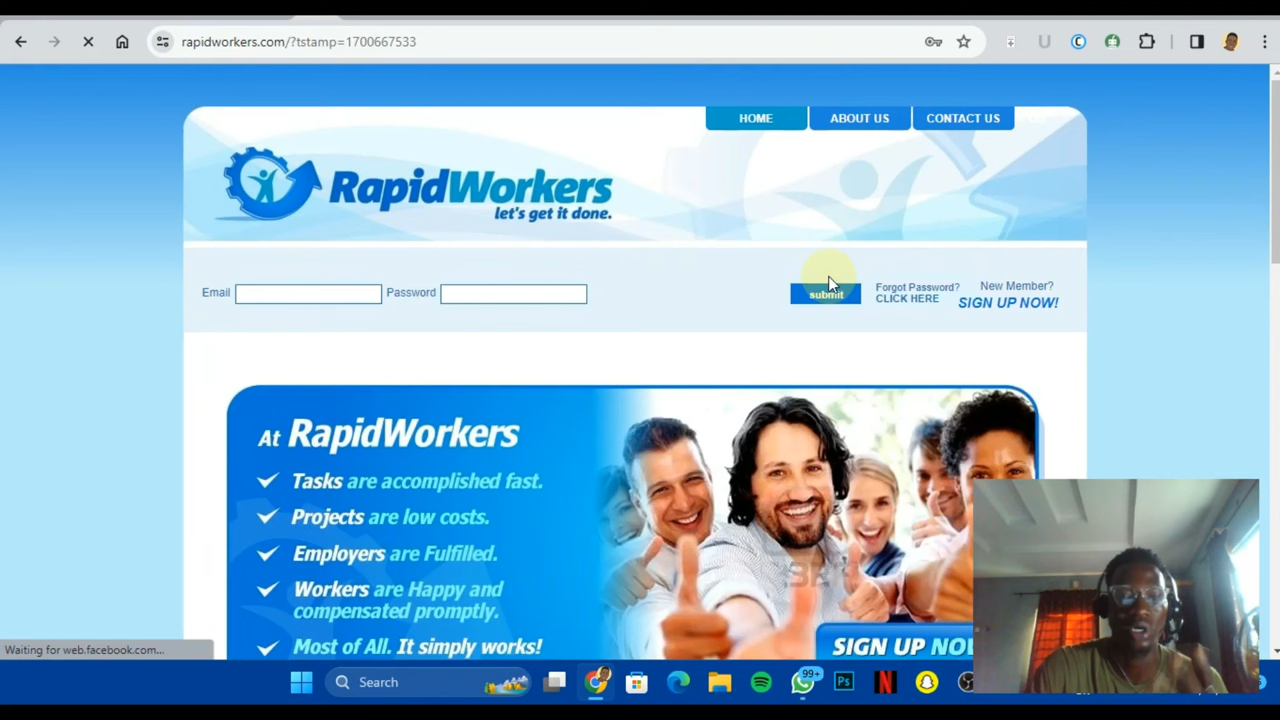 rapidworkers.com/?tstamp=1700667533
HOME
ABOUT US
CONTACT US
RapidWorkers
let's get it done.
Email
Password
submit
Forgot Password?
CLICK HERE
New Member?
SIGN UP NOW!
At RapidWorkers
Tasks are accomplished fast.
Projects are low costs.
Employers are Fulfilled.
Workers are Happy and
compensated promptly.
Most of All. It simply works!
SIGN UP
Waiting for web.facebook.com...
Search
99+